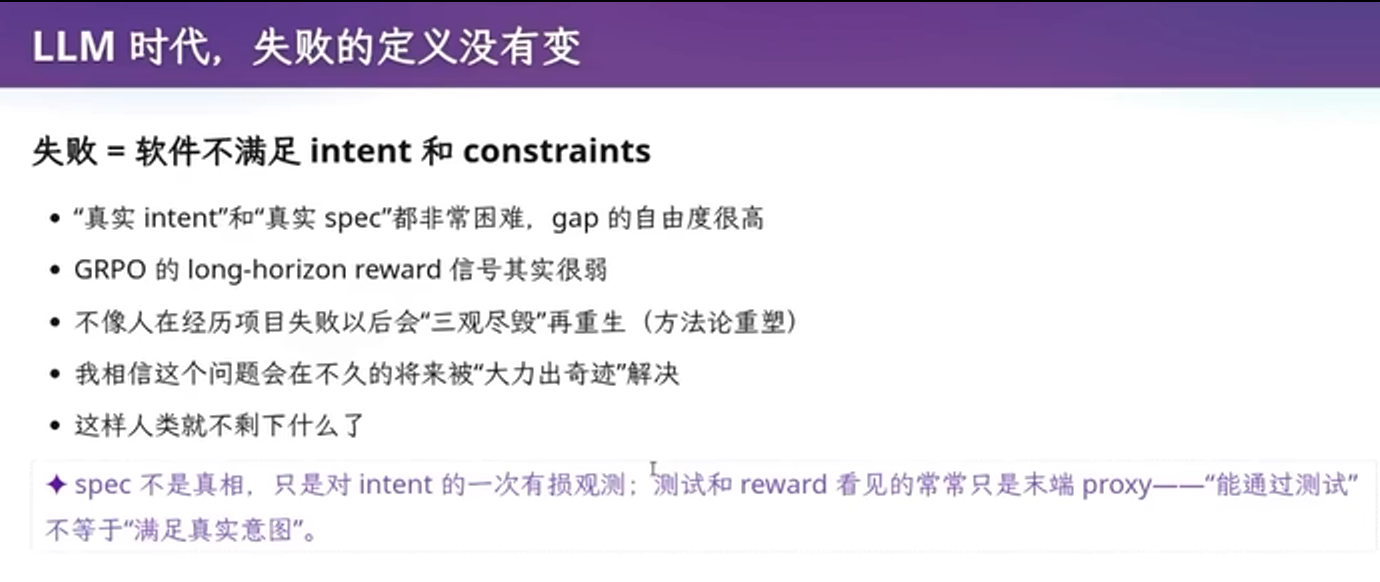 LLM 时代，失败的定义没有变
失败 = 软件不满足 intent 和 constraints
• “真实 intent”和“真实 spec”都非常困难，gap 的自由度很高
• GRPO 的 long-horizon reward 信号其实很弱
• 不像人在经历项目失败以后会“三观尽毁”再重生（方法论重塑）
• 我相信这个问题会在不久的将来被“大力出奇迹”解决
• 这样人类就不剩下什么了
✦ spec 不是真相，只是对 intent 的一次有损观测；测试和 reward 看见的常常只是末端 proxy——“能通过测试”
不等于“满足真实意图”。